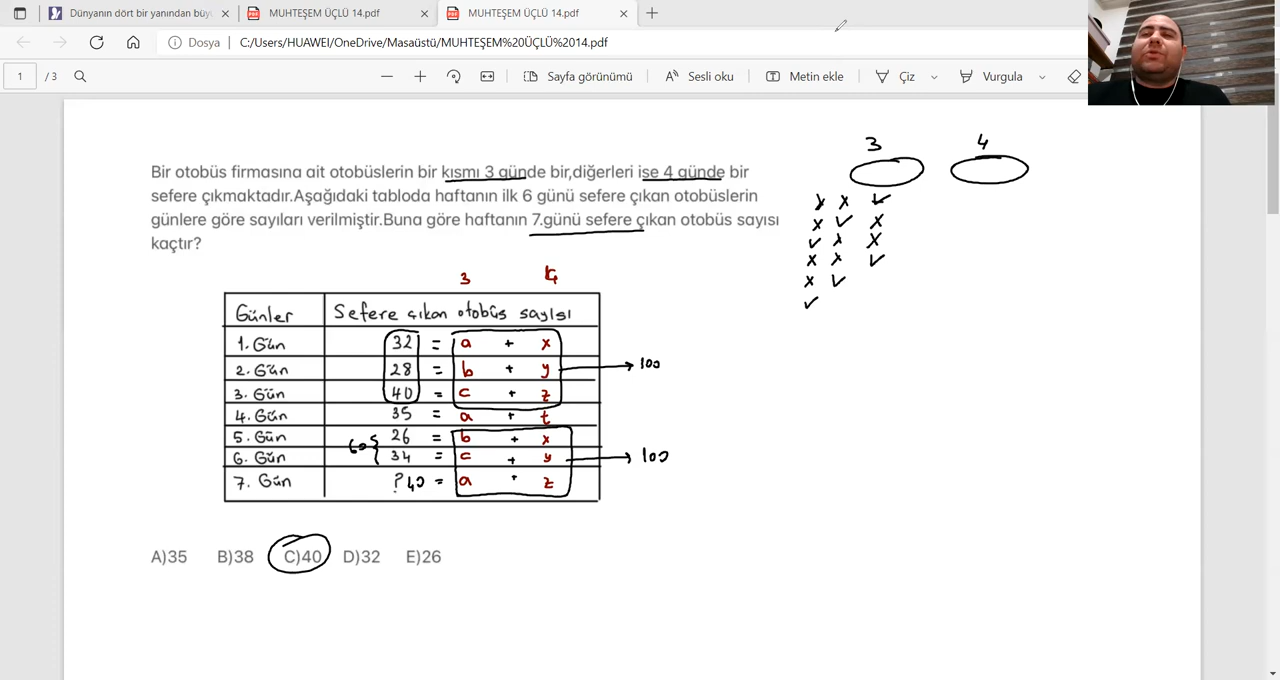 Dünyanın dört bir yanından büy
MUHTEŞEM ÜÇLÜ 14.pdf
MUHTEŞEM ÜÇLÜ 14.pdf
Dosya C:/Users/HUAWEI/OneDrive/Masaüstü/MUHTEŞEM%20ÜÇLÜ%2014.pdf
1 / 3 Sayfa görünümü Sesli oku Metin ekle Çiz Vurgula
3 4
Bir otobüs firmasına ait otobüslerin bir kısmı 3 günde bir,diğerleri ise 4 günde bir
sefere çıkmaktadır.Aşağıdaki tabloda haftanın ilk 6 günü sefere çıkan otobüslerin
günlere göre sayıları verilmiştir.Buna göre haftanın 7.günü sefere çıkan otobüs sayısı
kaçtır?
x x ✓
x ✓ x
✓ x x
x x ✓
x ✓
✓
3 4
Günler Sefere çıkan otobüs sayısı
1. Gün 32 = a + x
2. Gün 28 = b + y → 100
3. Gün 40 = c + z
4. Gün 35 = a + t
5. Gün 26 = b + x
60
6. Gün 34 = c + y → 100
7. Gün ? 40 = a + z
A)35 B)38 C)40 D)32 E)26